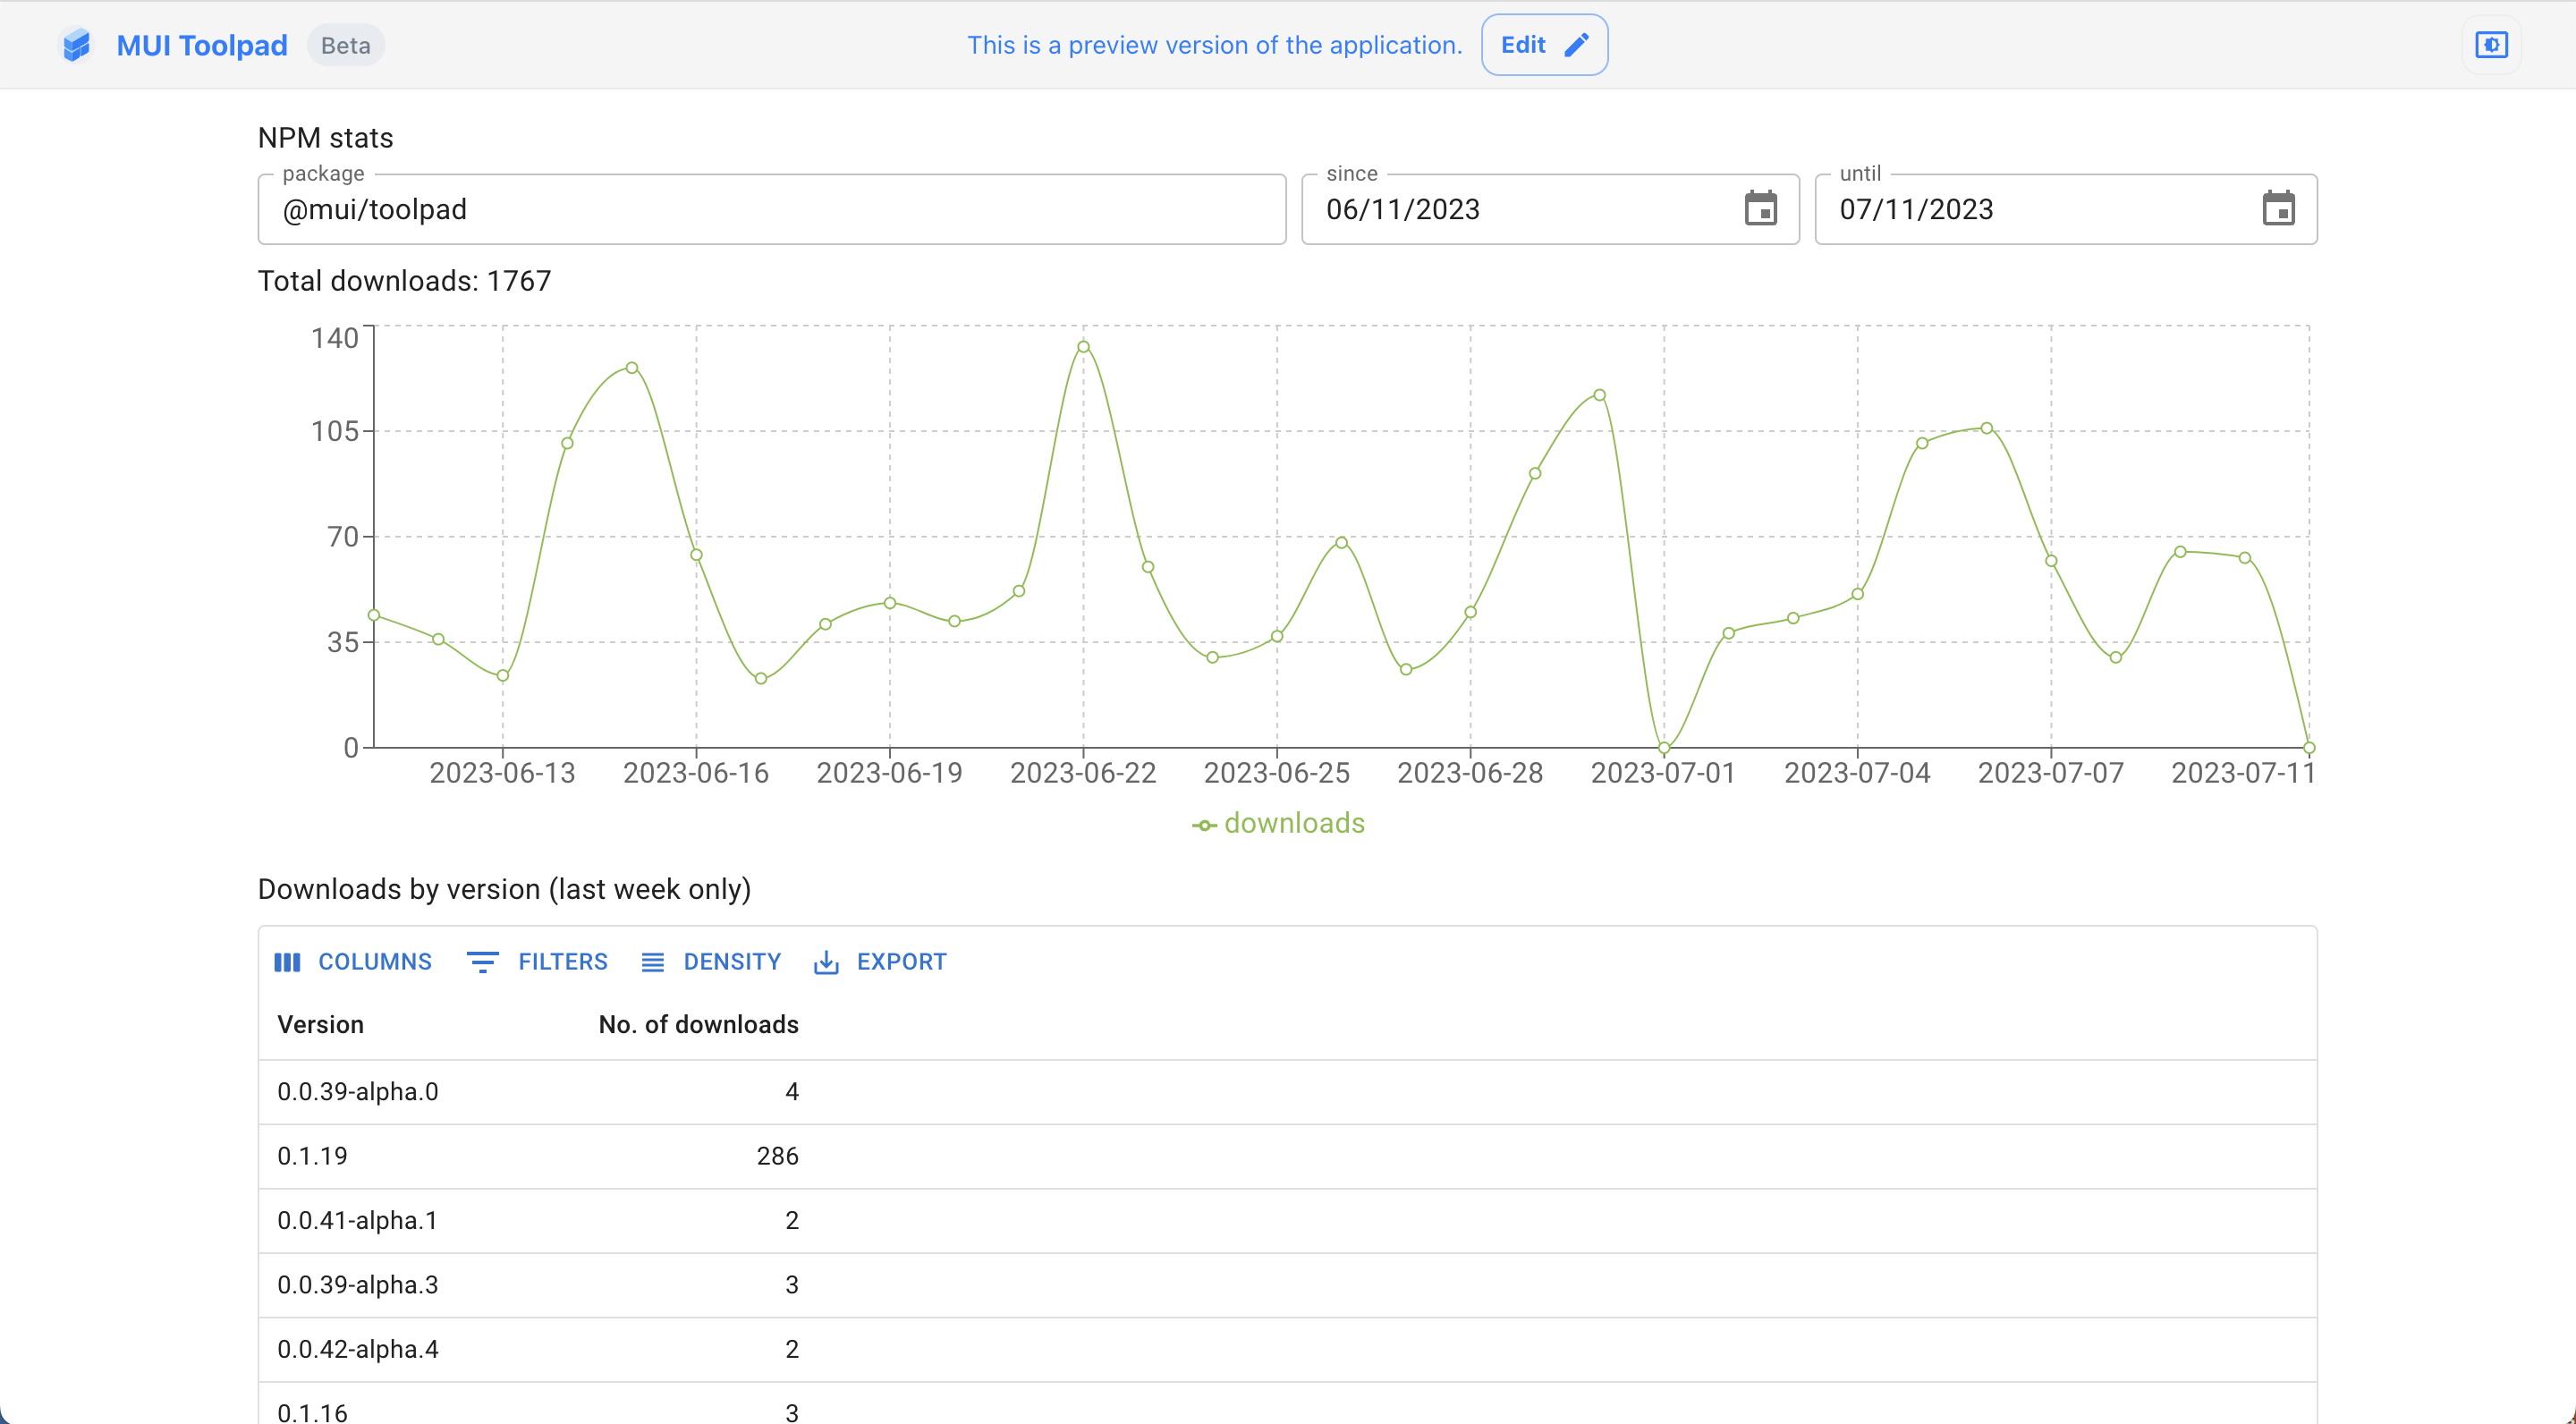 MUI Toolpad Beta This is a preview version of the application. Edit
NPM stats
package since until
@mui/toolpad 06/11/2023 07/11/2023
Total downloads: 1767
140
105
70
35
0
2023-06-13 2023-06-16 2023-06-19 2023-06-22 2023-06-25 2023-06-28 2023-07-01 2023-07-04 2023-07-07 2023-07-11
downloads
Downloads by version (last week only)
COLUMNS FILTERS DENSITY EXPORT
Version No. of downloads
0.0.39-alpha.0 4
0.1.19 286
0.0.41-alpha.1 2
0.0.39-alpha.3 3
0.0.42-alpha.4 2
0.1.16 3